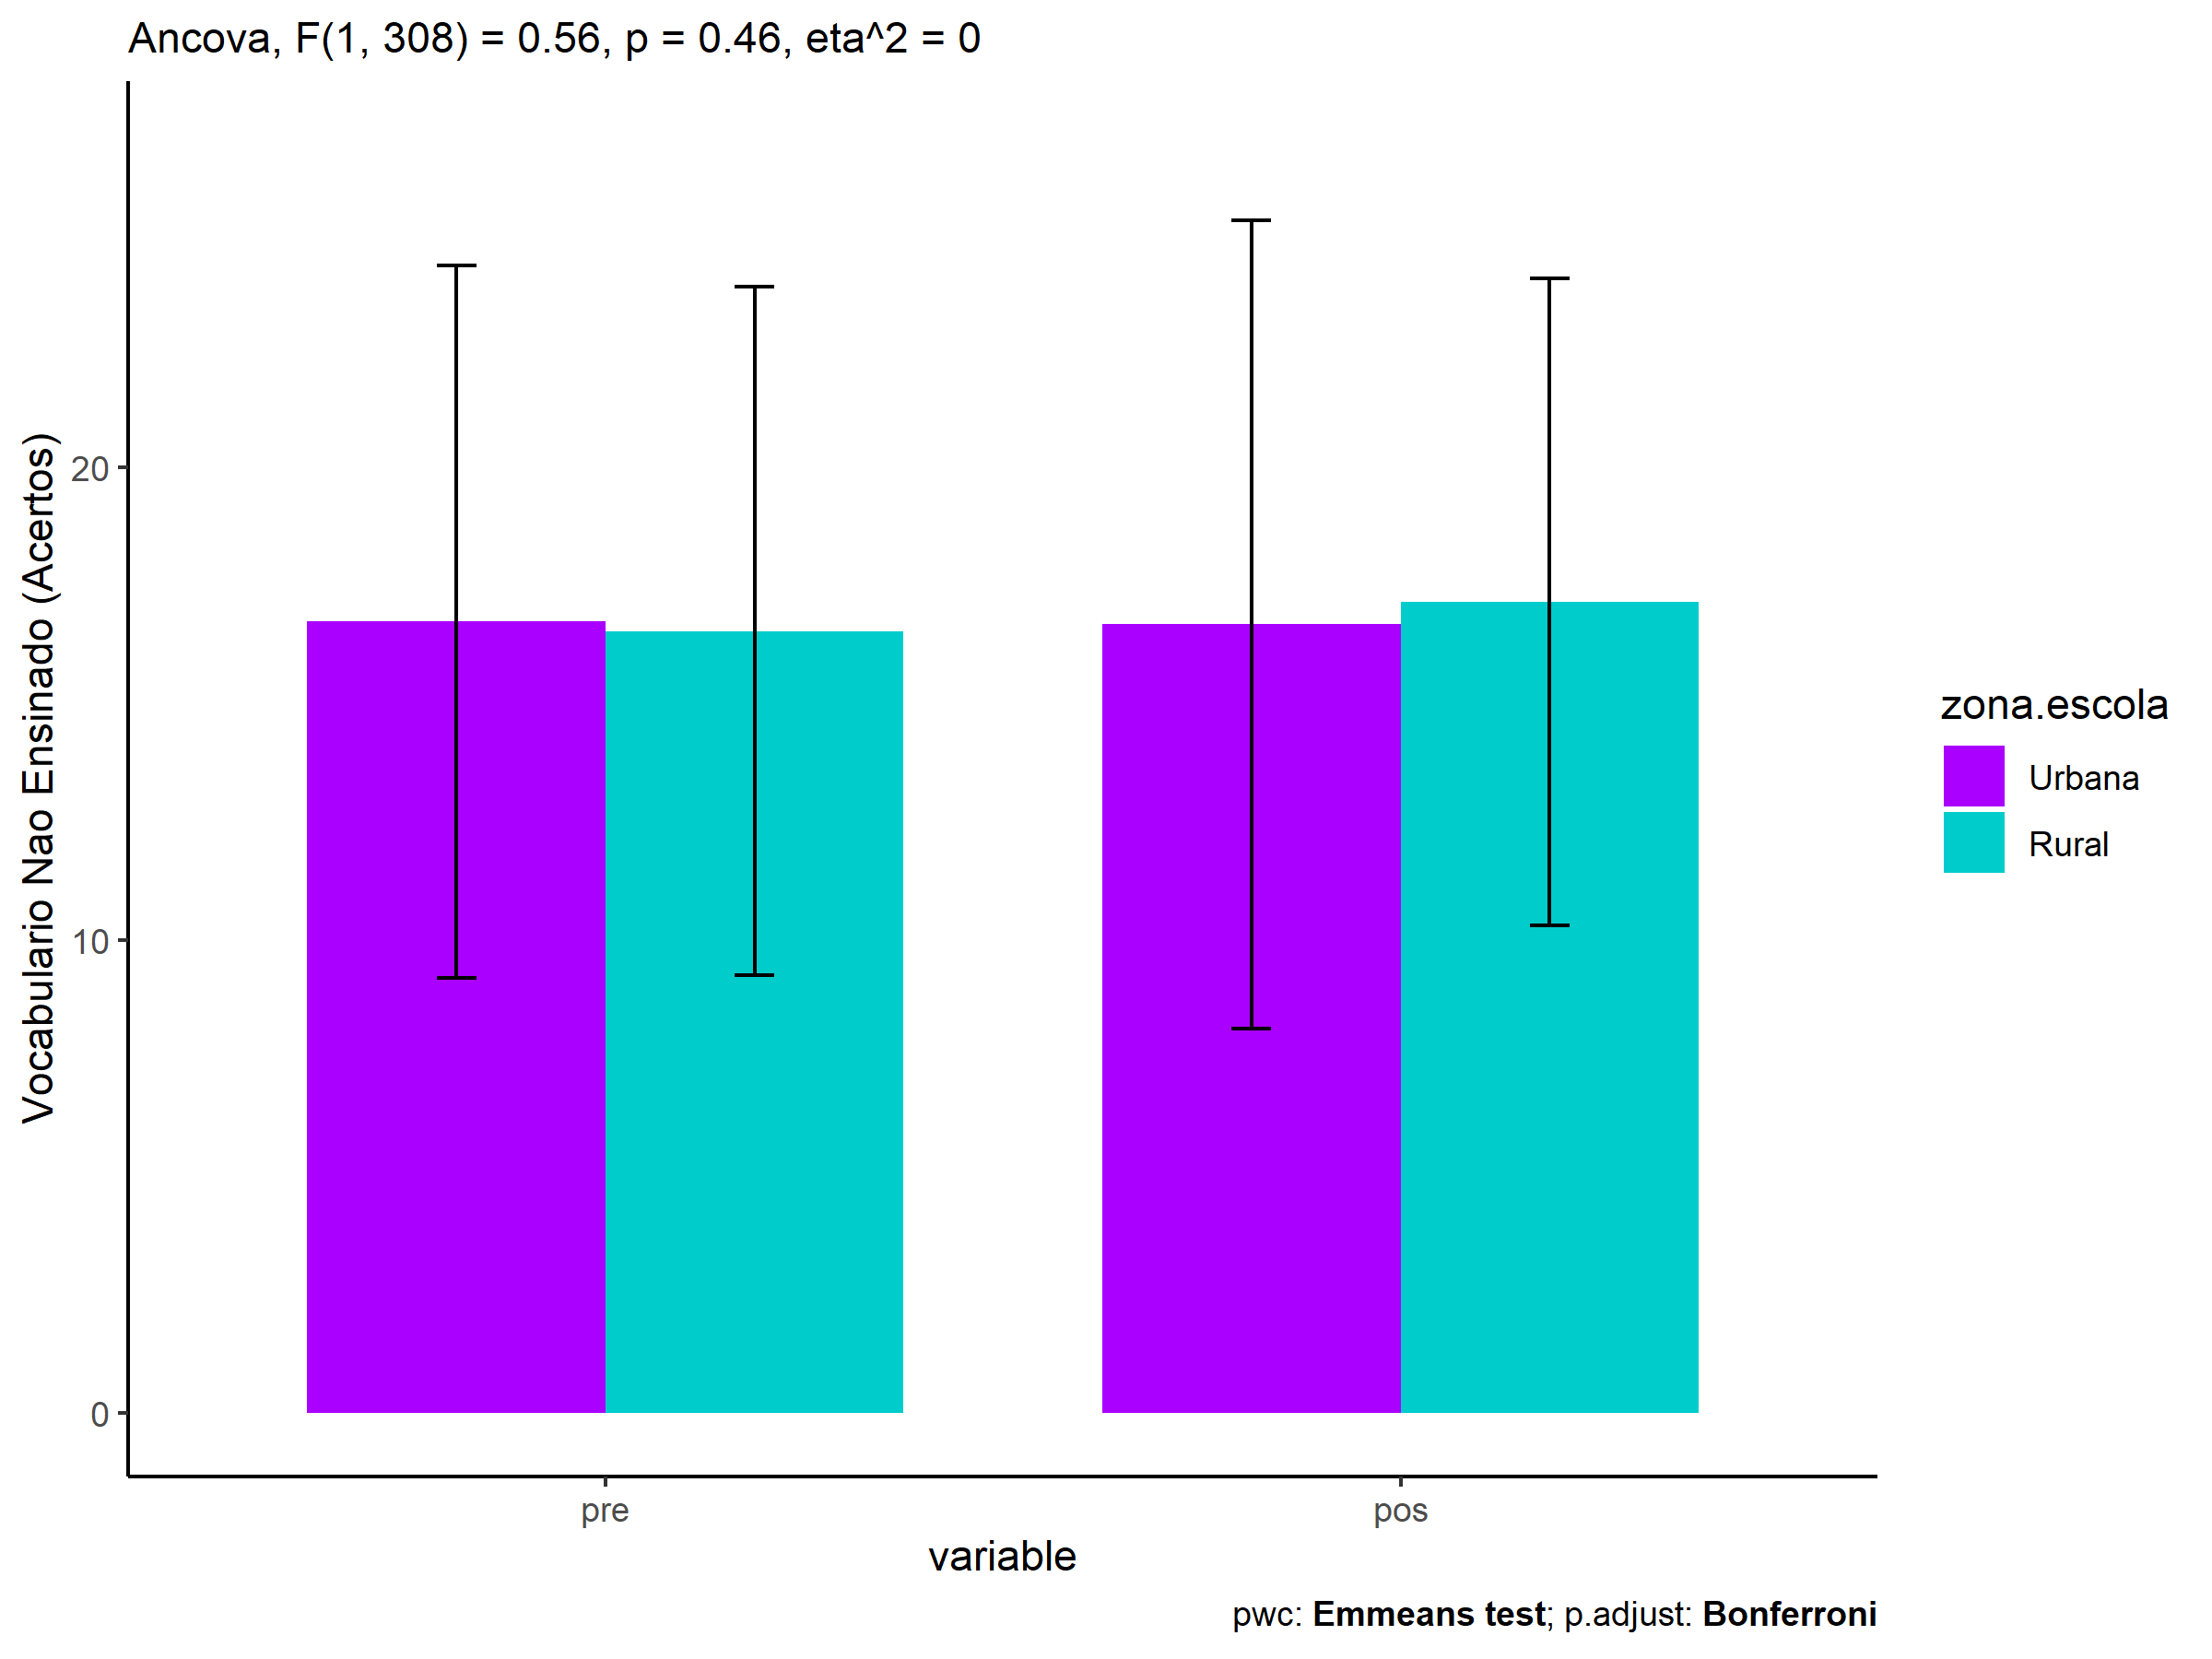 Ancova, F(1, 308) = 0.56, p = 0.46, eta^2 = 0
Vocabulario Nao Ensinado (Acertos)
20
10
0
pre
pos
variable
zona.escola
Urbana
Rural
pwc: Emmeans test; p.adjust: Bonferroni